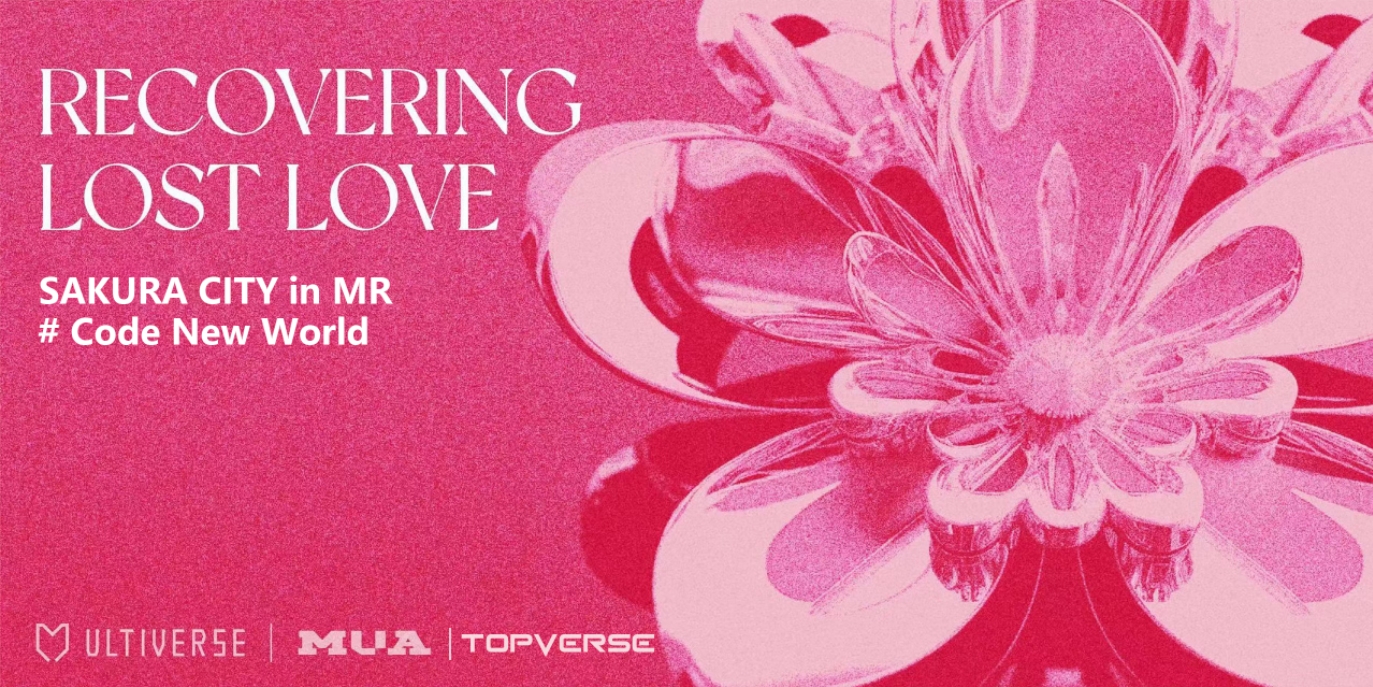 RECOVERING
LOST LOVE
SAKURA CITY in MR
# Code New World
ULTIVERSE | MUA | TOPVERSE